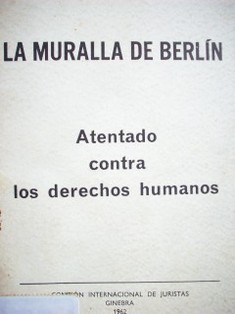 LA MURALLA DE BERLÍN
Atentado
contra
los derechos humanos
COMISIÓN INTERNACIONAL DE JURISTAS
GINEBRA
1962